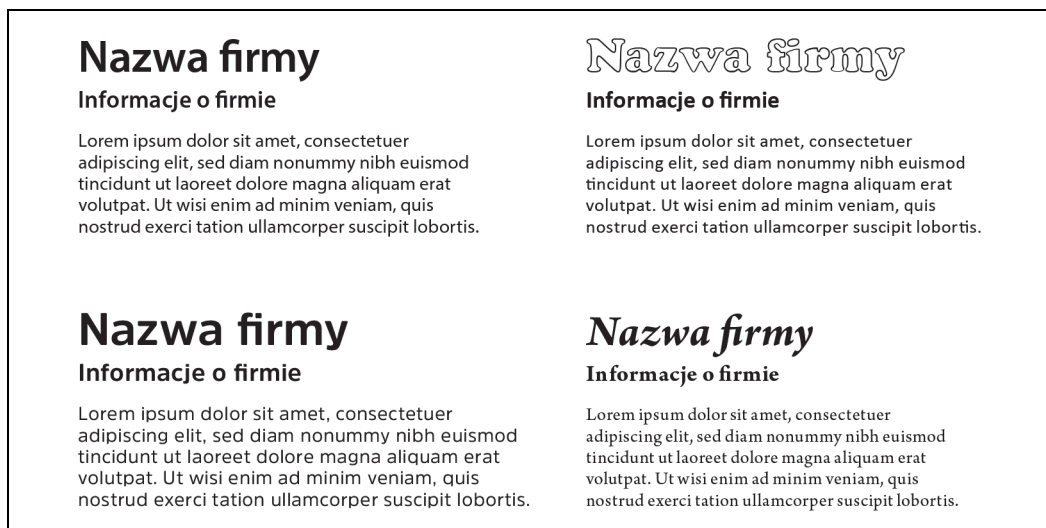 Nazwa firmy
Informacje o firmie
Lorem ipsum dolor sit amet, consectetuer
adipiscing elit, sed diam nonummy nibh euismod
tincidunt ut laoreet dolore magna aliquam erat
volutpat. Ut wisi enim ad minim veniam, quis
nostrud exerci tation ullamcorper suscipit lobortis.
Nazwa firmy
Informacje o firmie
Lorem ipsum dolor sit amet, consectetuer
adipiscing elit, sed diam nonummy nibh euismod
tincidunt ut laoreet dolore magna aliquam erat
volutpat. Ut wisi enim ad minim veniam, quis
nostrud exerci tation ullamcorper suscipit lobortis.
Nazwa firmy
Informacje o firmie
Lorem ipsum dolor sit amet, consectetuer
adipiscing elit, sed diam nonummy nibh euismod
tincidunt ut laoreet dolore magna aliquam erat
volutpat. Ut wisi enim ad minim veniam, quis
nostrud exerci tation ullamcorper suscipit lobortis.
Nazwa firmy
Informacje o firmie
Lorem ipsum dolor sit amet, consectetuer
adipiscing elit, sed diam nonummy nibh euismod
tincidunt ut laoreet dolore magna aliquam erat
volutpat. Ut wisi enim ad minim veniam, quis
nostrud exerci tation ullamcorper suscipit lobortis.